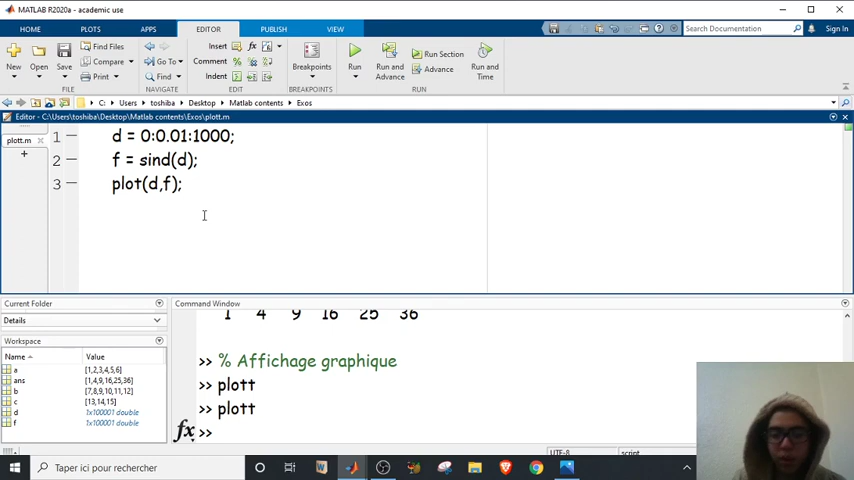 MATLAB R2020a - academic use
HOME PLOTS APPS EDITOR PUBLISH VIEW
Search Documentation Sign In
New Open Save Find Files Compare Print
Go To Find
Insert
Comment
Indent
Breakpoints
Run Run and Advance Run Section Advance Run and Time
FILE NAVIGATE EDIT BREAKPOINTS RUN
C: Users toshiba Desktop Matlab contents Exos
Editor - C:\Users\toshiba\Desktop\Matlab contents\Exos\plott.m
plott.m
1 d = 0:0.01:1000;
2 f = sind(d);
3 plot(d,f);
Current Folder
Details
Workspace
Name Value
a [1,2,3,4,5,6]
ans [1,4,9,16,25,36]
b [7,8,9,10,11,12]
c [13,14,15]
d 1x100001 double
f 1x100001 double
Command Window
1 4 9 16 25 36
>> % Affichage graphique
>> plott
>> plott
fx >>
UTF-8 script
Taper ici pour rechercher